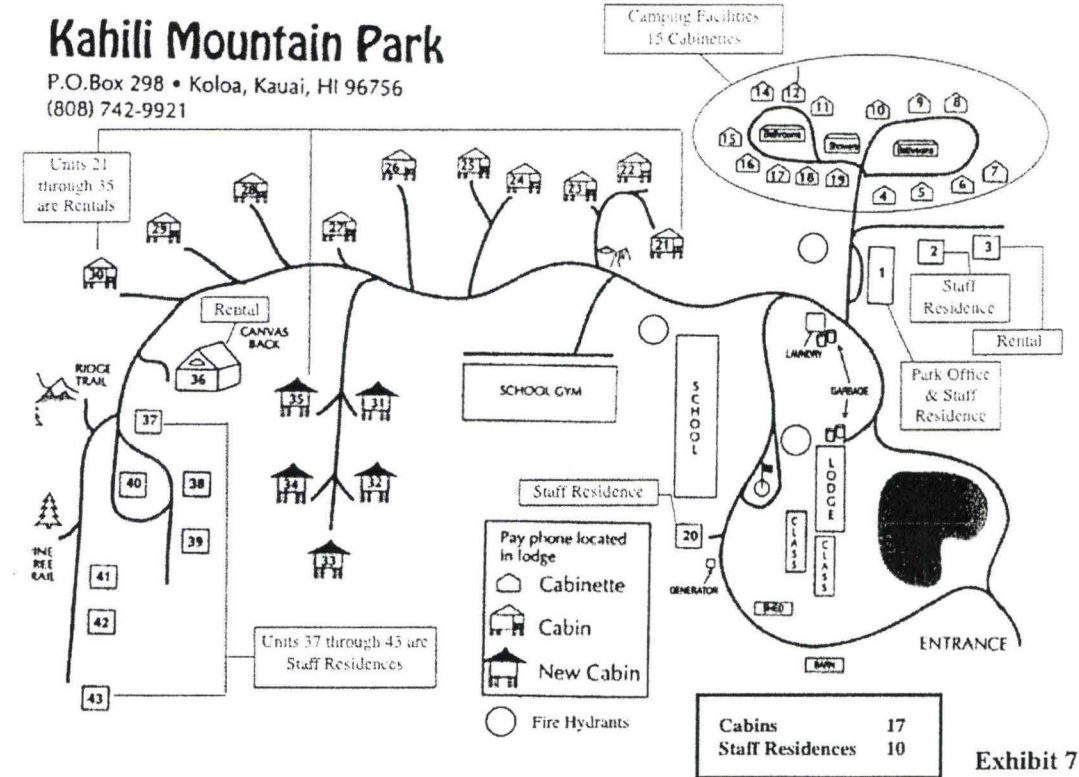 Kahili Mountain Park
P.O.Box 298 • Koloa, Kauai, HI 96756
(808) 742-9921
Camping Facilities
15 Cabinettes
14
12
11
10
9
8
15
Bathrooms
Showers
Bathrooms
16
17
18
19
4
5
6
7
Units 21
through 35
are Rentals
26
25
24
23
22
21
28
27
29
30
1
2
3
Staff
Residence
Rental
Park Office
& Staff
Residence
Rental
CANVAS
BACK
36
RIDGE
TRAIL
37
40
38
39
INE
REE
RAIL
41
42
43
35
31
34
32
33
Units 37 through 43 are
Staff Residences
SCHOOL GYM
SCHOOL
LAUNDRY
GARBAGE
LODGE
CLASS
CLASS
Staff Residence
20
GENERATOR
BARN
ENTRANCE
Pay phone located
in lodge
Cabinette
Cabin
New Cabin
Fire Hydrants
Cabins 17
Staff Residences 10
Exhibit 7